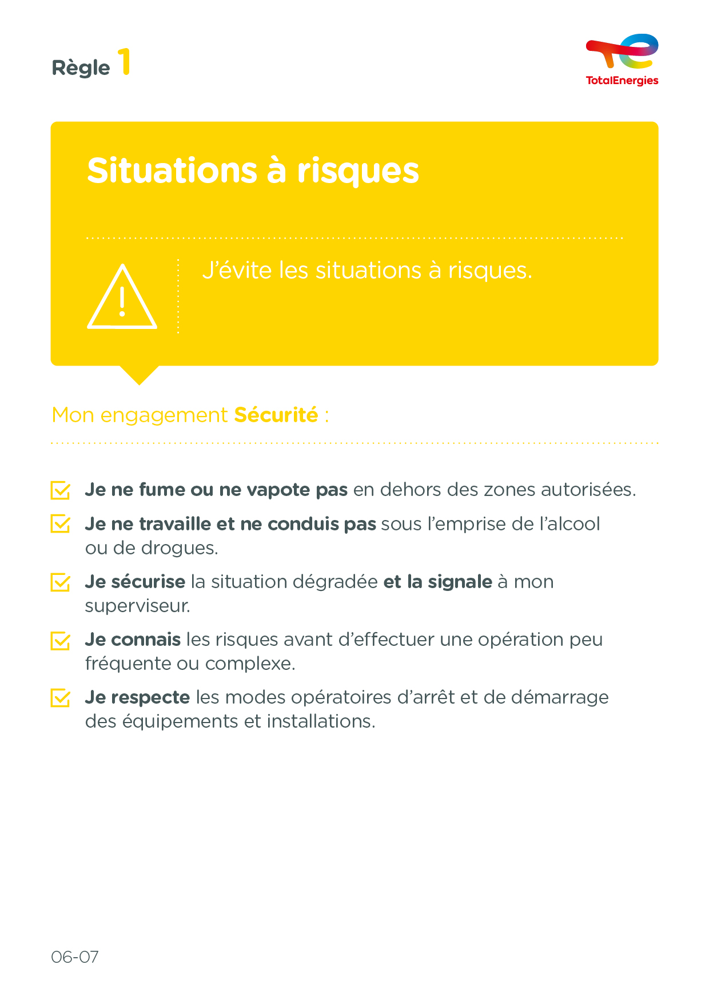 Règle 1
TotalEnergies
Situations à risques
J’évite les situations à risques.
Mon engagement Sécurité :
Je ne fume ou ne vapote pas en dehors des zones autorisées.
Je ne travaille et ne conduis pas sous l’emprise de l’alcool
ou de drogues.
Je sécurise la situation dégradée et la signale à mon
superviseur.
Je connais les risques avant d’effectuer une opération peu
fréquente ou complexe.
Je respecte les modes opératoires d’arrêt et de démarrage
des équipements et installations.
06-07